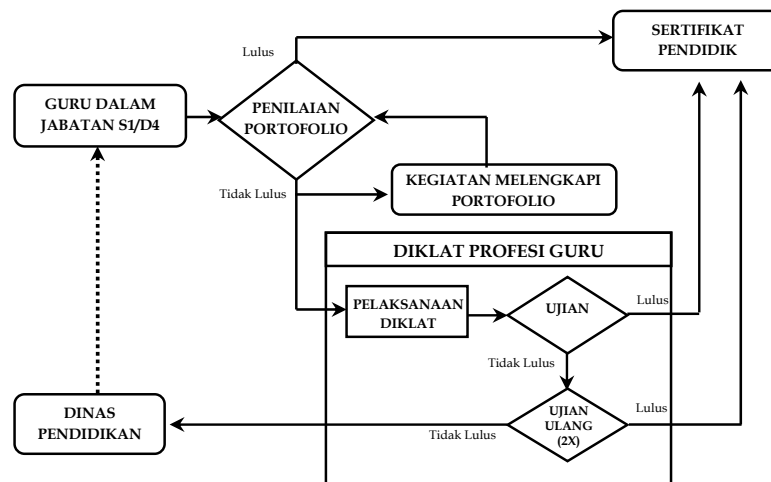 Lulus
SERTIFIKAT
PENDIDIK
GURU DALAM
JABATAN S1/D4
PENILAIAN
PORTOFOLIO
Tidak Lulus
KEGIATAN MELENGKAPI
PORTOFOLIO
DIKLAT PROFESI GURU
PELAKSANAAN
DIKLAT
UJIAN
Lulus
Tidak Lulus
DINAS
PENDIDIKAN
Tidak Lulus
UJIAN
ULANG
(2X)
Lulus